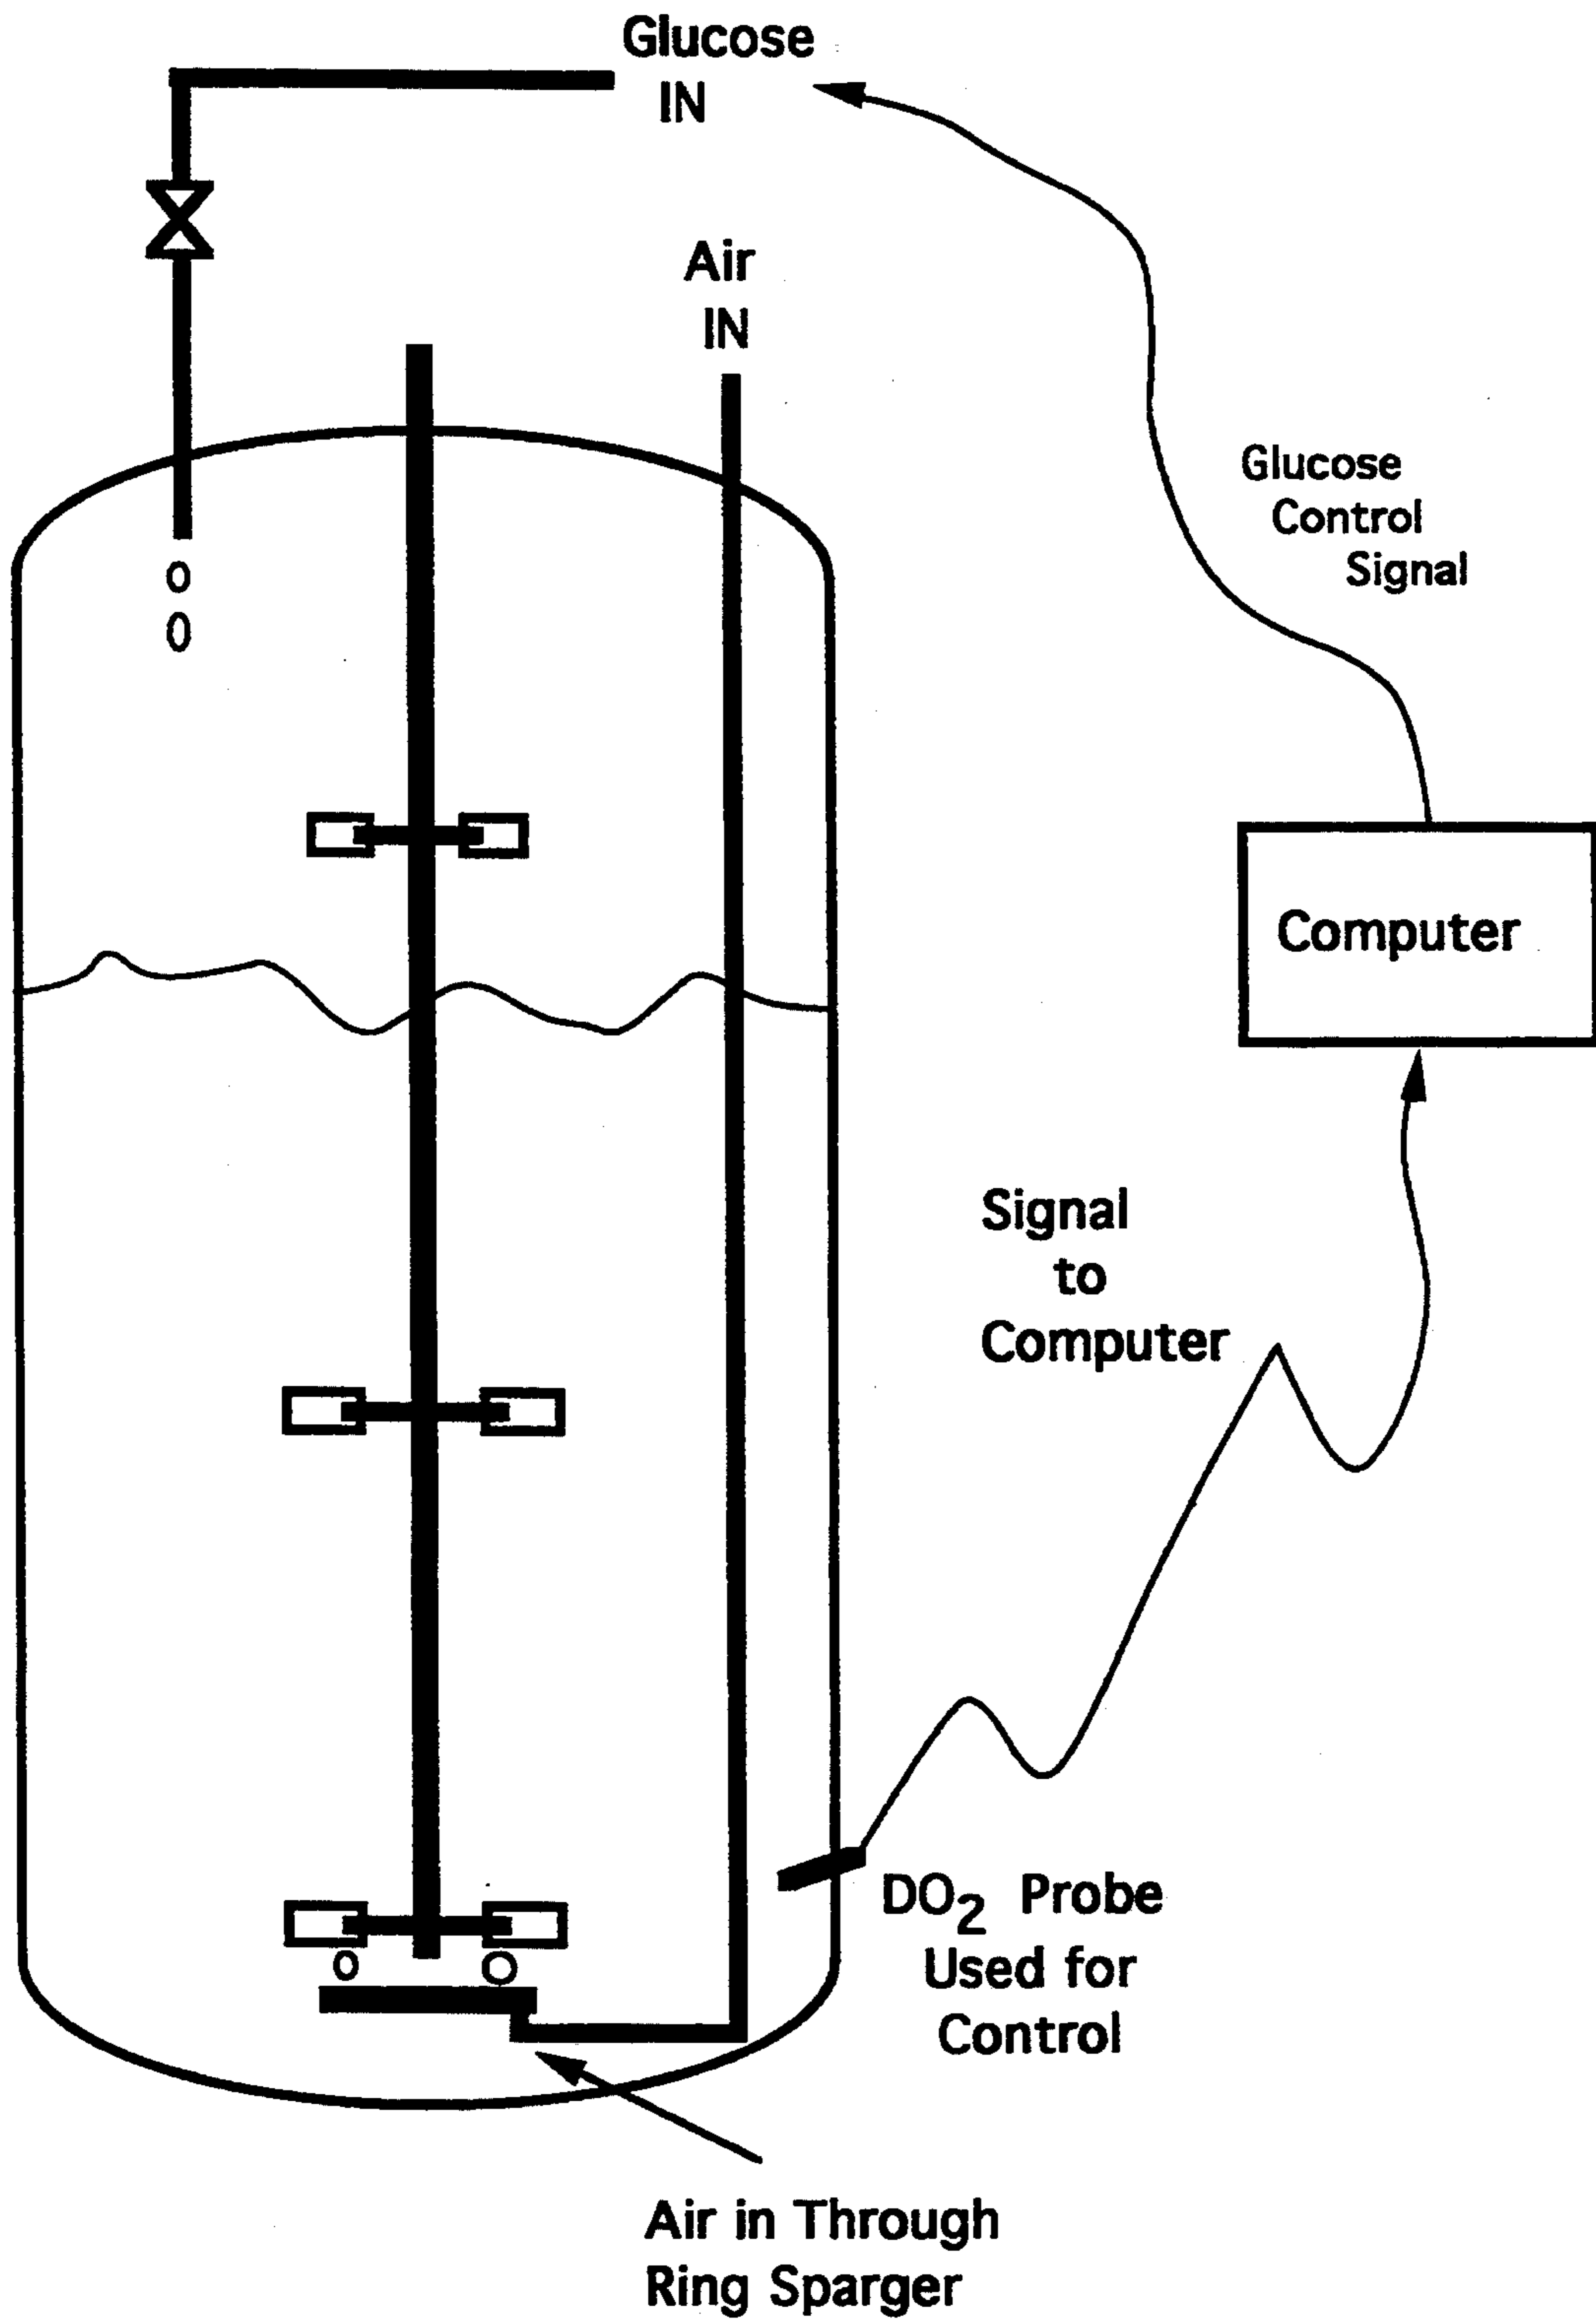 Glucose
IN
Air
IN
Glucose
Control
Signal
Computer
Signal
to
Computer
DO2 Probe
Used for
Control
Air in Through
Ring Sparger